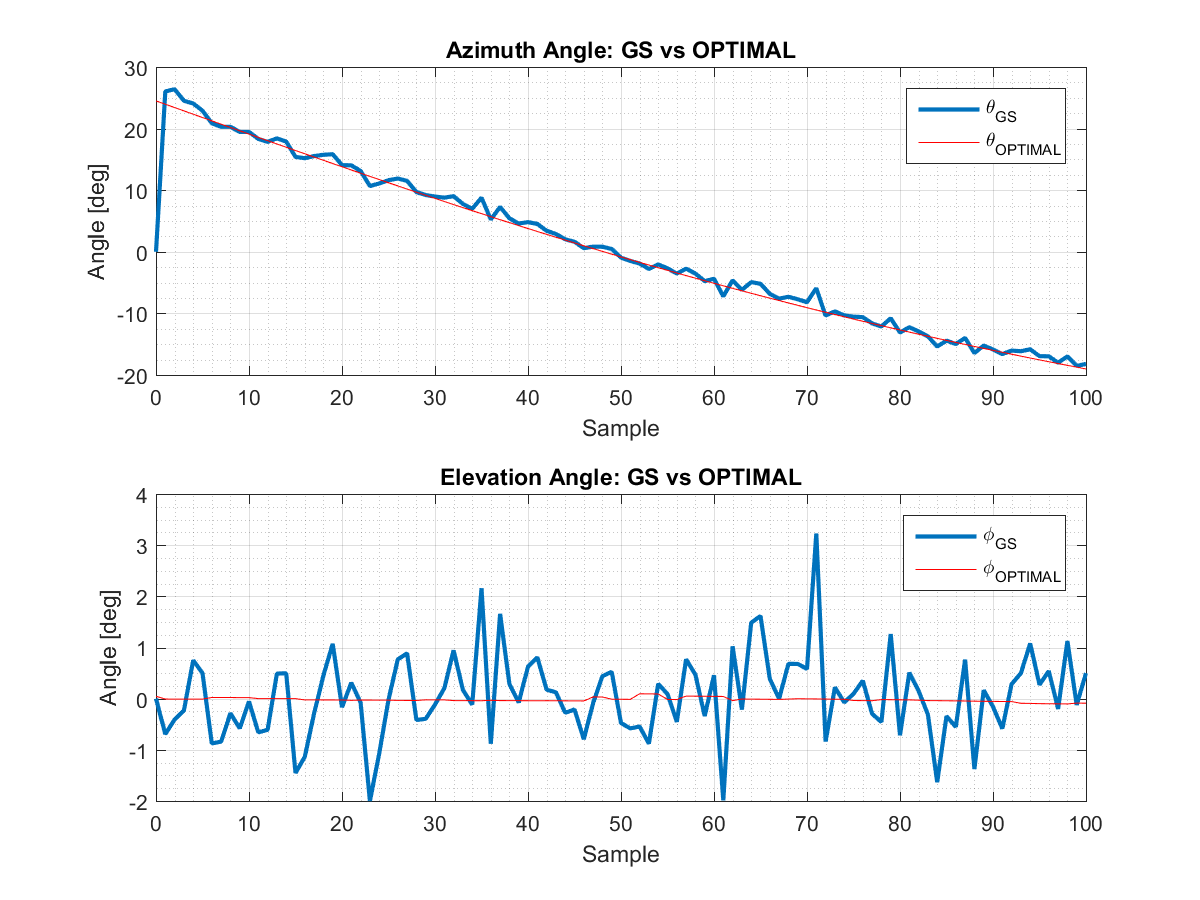 Azimuth Angle: GS vs OPTIMAL
30
20
10
0
-10
-20
Angle [deg]
θGS
θOPTIMAL
0 10 20 30 40 50 60 70 80 90 100
Sample
Elevation Angle: GS vs OPTIMAL
4
3
2
1
0
-1
-2
Angle [deg]
ϕGS
ϕOPTIMAL
0 10 20 30 40 50 60 70 80 90 100
Sample